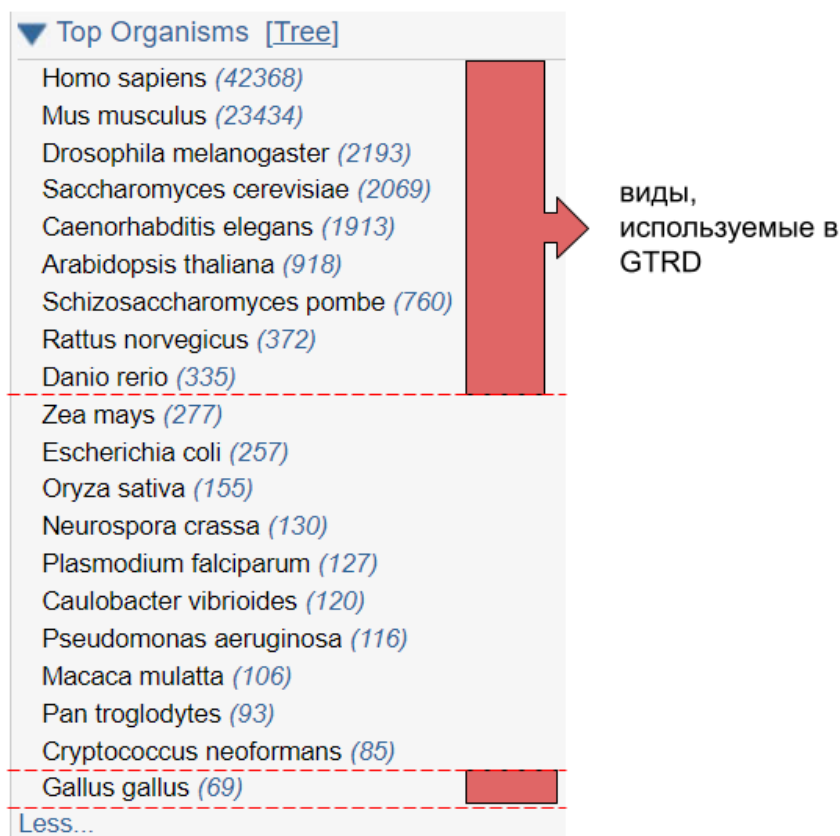 Top Organisms [Tree]
Homo sapiens (42368)
Mus musculus (23434)
Drosophila melanogaster (2193)
Saccharomyces cerevisiae (2069)
Caenorhabditis elegans (1913)
Arabidopsis thaliana (918)
Schizosaccharomyces pombe (760)
Rattus norvegicus (372)
Danio rerio (335)
Zea mays (277)
Escherichia coli (257)
Oryza sativa (155)
Neurospora crassa (130)
Plasmodium falciparum (127)
Caulobacter vibrioides (120)
Pseudomonas aeruginosa (116)
Macaca mulatta (106)
Pan troglodytes (93)
Cryptococcus neoformans (85)
Gallus gallus (69)
Less...
виды,
используемые в
GTRD